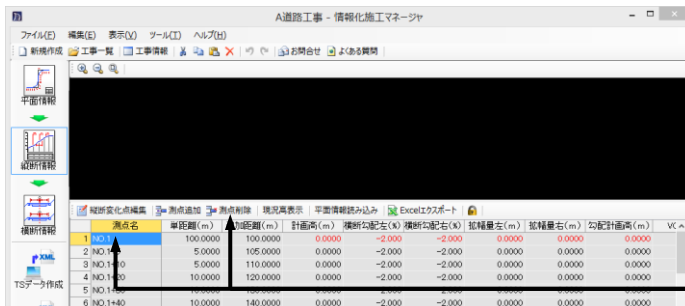 A道路工事 - 情報化施工マネージャ
ファイル(F) 編集(E) 表示(V) ツール(T) ヘルプ(H)
新規作成 工事一覧 工事情報 お問合せ よくある質問
平面情報
縦断情報
横断情報
XML
TSデータ作成
縦断変化点編集 測点追加 測点削除 現況高表示 平面情報読み込み Excelエクスポート
測点名 単距離(m) 加距離(m) 計画高(m) 横断勾配左(%) 横断勾配右(%) 拡幅量左(m) 拡幅量右(m) 勾配計画高(m) VC
1 NO.1 100.0000 100.0000 0.0000 -2.000 -2.000 0.0000 0.0000 0.0000
2 NO.1 5.0000 105.0000 0.0000 -2.000 -2.000 0.0000 0.0000 0.0000
3 NO.1+10 5.0000 110.0000 0.0000 -2.000 -2.000 0.0000 0.0000 0.0000
4 NO.1+20 10.0000 120.0000 0.0000 -2.000 -2.000 0.0000 0.0000 0.0000
5
6 NO.1+40 10.0000 140.0000 0.0000 -2.000 -2.000 0.0000 0.0000 0.0000